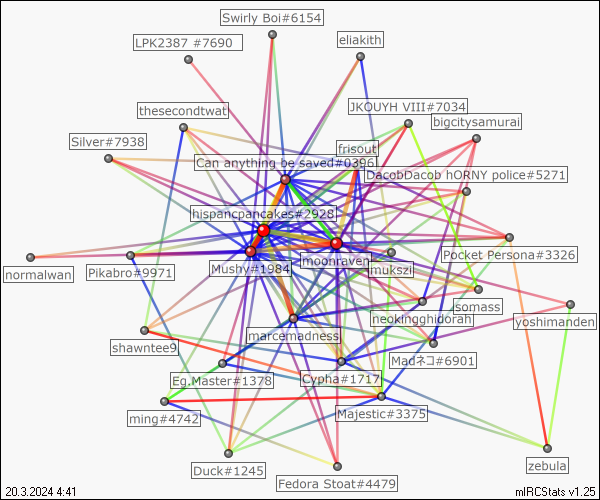 Swirly Boi#6154
LPK2387 #7690
eliakith
JKOUYH VIII#7034
thesecondtwat
bigcitysamurai
Silver#7938
frisout
Can anything be saved#0396
DacobDacob hORNY police#5271
hispancpancakes#2928
moonraven
Pocket Persona#3326
normalwan
Pikabro#9971
Mushy#1984
mukszi
somass
neokingghidorah
yoshimanden
marcemadness
shawntee9
Madネコ#6901
Eg.Master#1378
Cypha#1717
ming#4742
Majestic#3375
Duck#1245
zebula
Fedora Stoat#4479
20.3.2024 4:41
mIRCStats v1.25